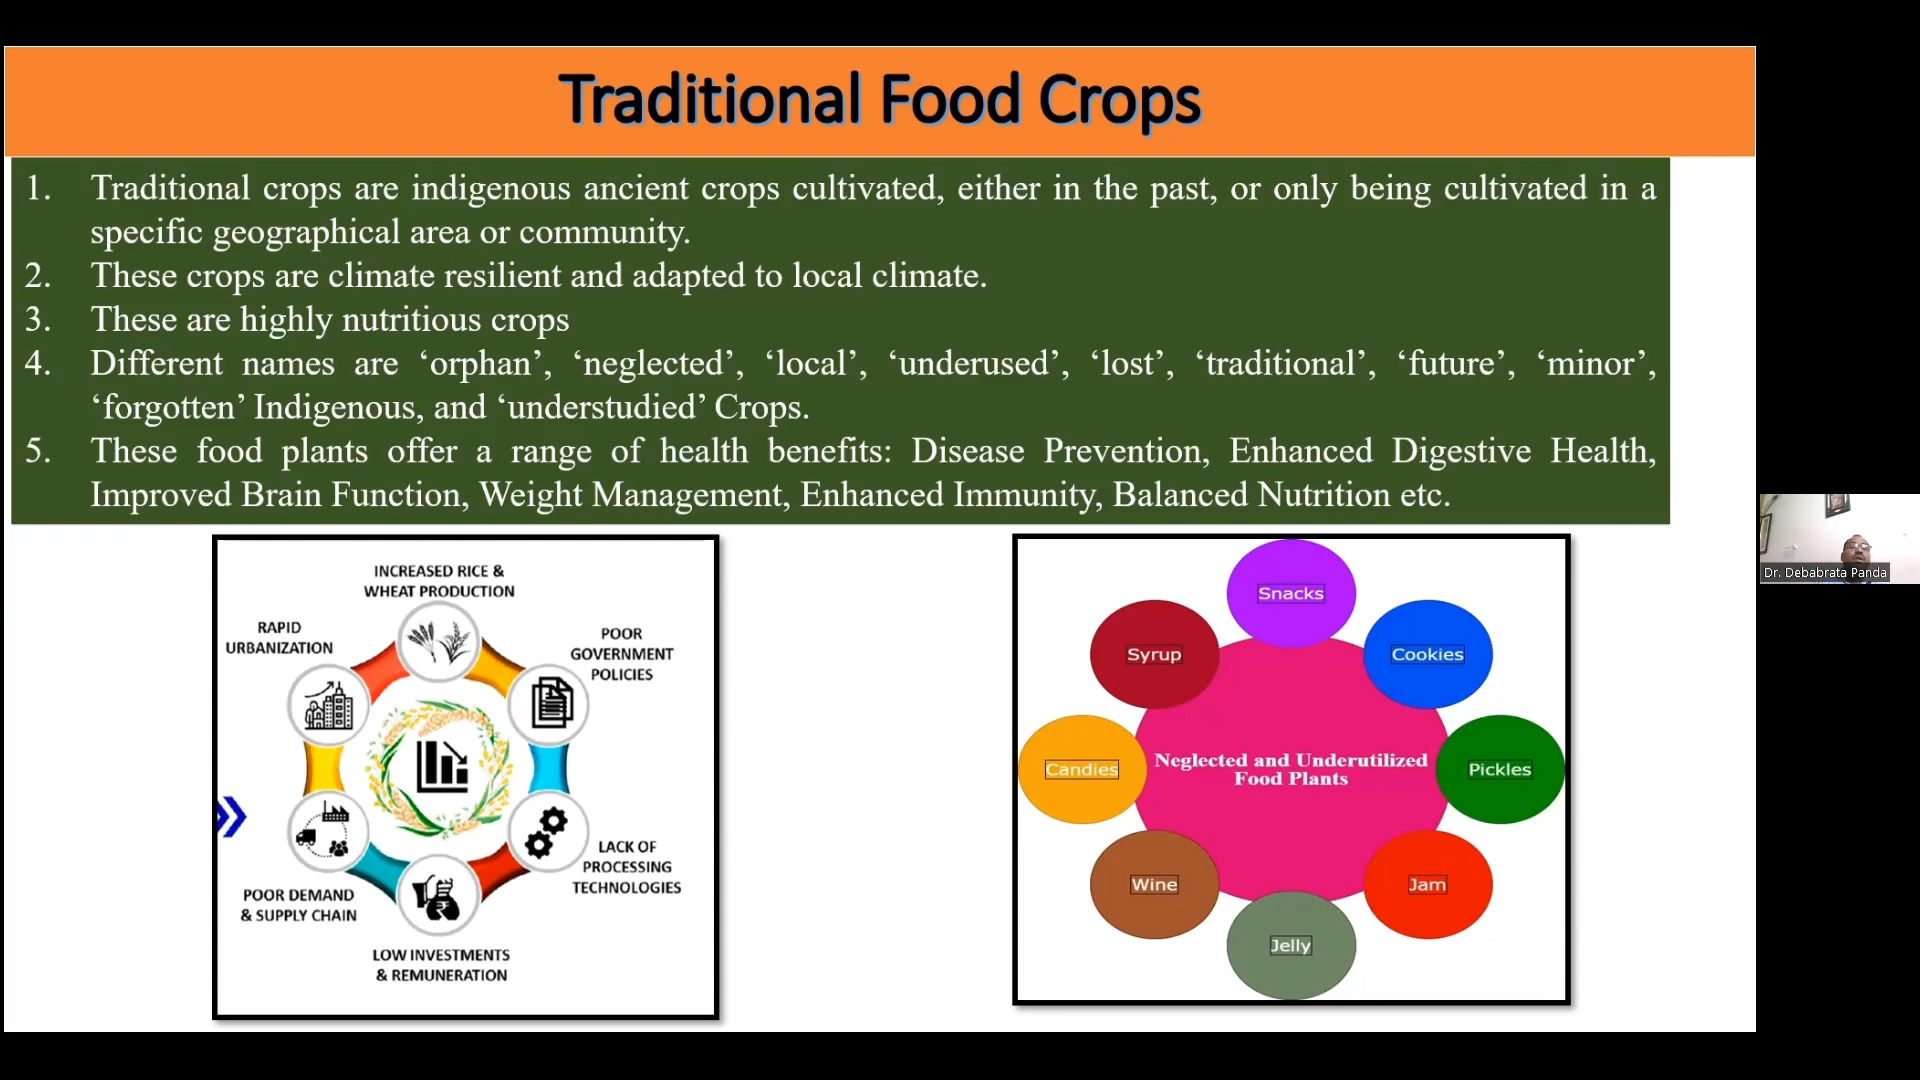 Traditional Food Crops
1. Traditional crops are indigenous ancient crops cultivated, either in the past, or only being cultivated in a
specific geographical area or community.
2. These crops are climate resilient and adapted to local climate.
3. These are highly nutritious crops
4. Different names are ‘orphan’, ‘neglected’, ‘local’, ‘underused’, ‘lost’, ‘traditional’, ‘future’, ‘minor’,
‘forgotten’ Indigenous, and ‘understudied’ Crops.
5. These food plants offer a range of health benefits: Disease Prevention, Enhanced Digestive Health,
Improved Brain Function, Weight Management, Enhanced Immunity, Balanced Nutrition etc.
INCREASED RICE &
WHEAT PRODUCTION
RAPID
URBANIZATION
POOR
GOVERNMENT
POLICIES
LACK OF
PROCESSING
TECHNOLOGIES
POOR DEMAND
& SUPPLY CHAIN
LOW INVESTMENTS
& REMUNERATION
Snacks
Syrup
Cookies
Candies
Neglected and Underutilized
Food Plants
Pickles
Wine
Jam
Jelly
Dr. Debabrata Panda